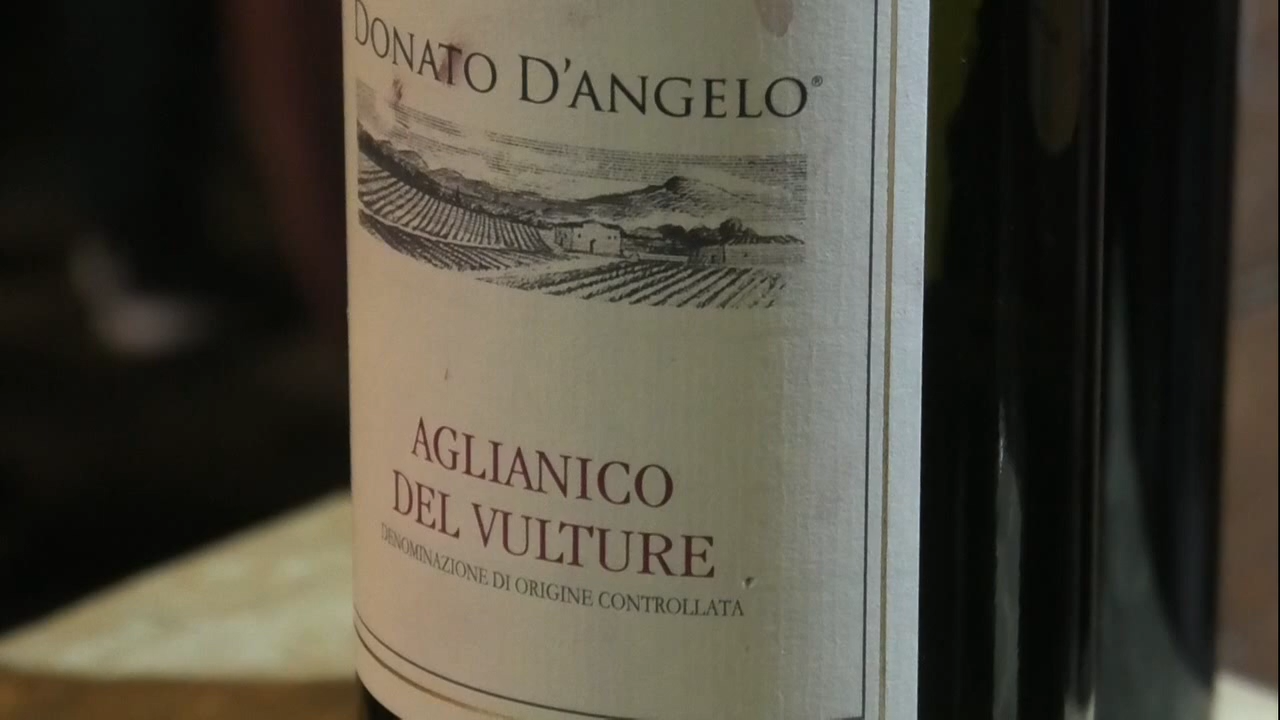 DONATO D'ANGELO®
AGLIANICO
DEL VULTURE
DENOMINAZIONE DI ORIGINE CONTROLLATA